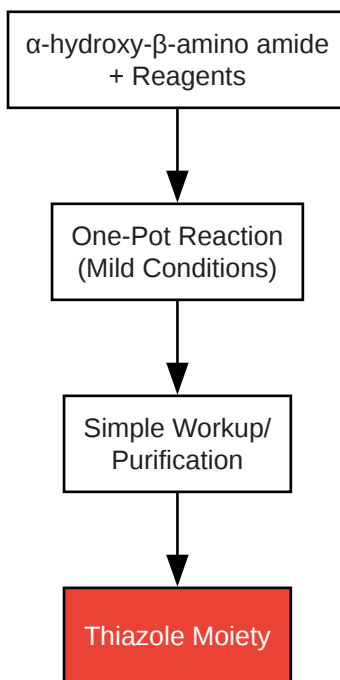 α-hydroxy-β-amino amide
+ Reagents
One-Pot Reaction
(Mild Conditions)
Simple Workup/
Purification
Thiazole Moiety